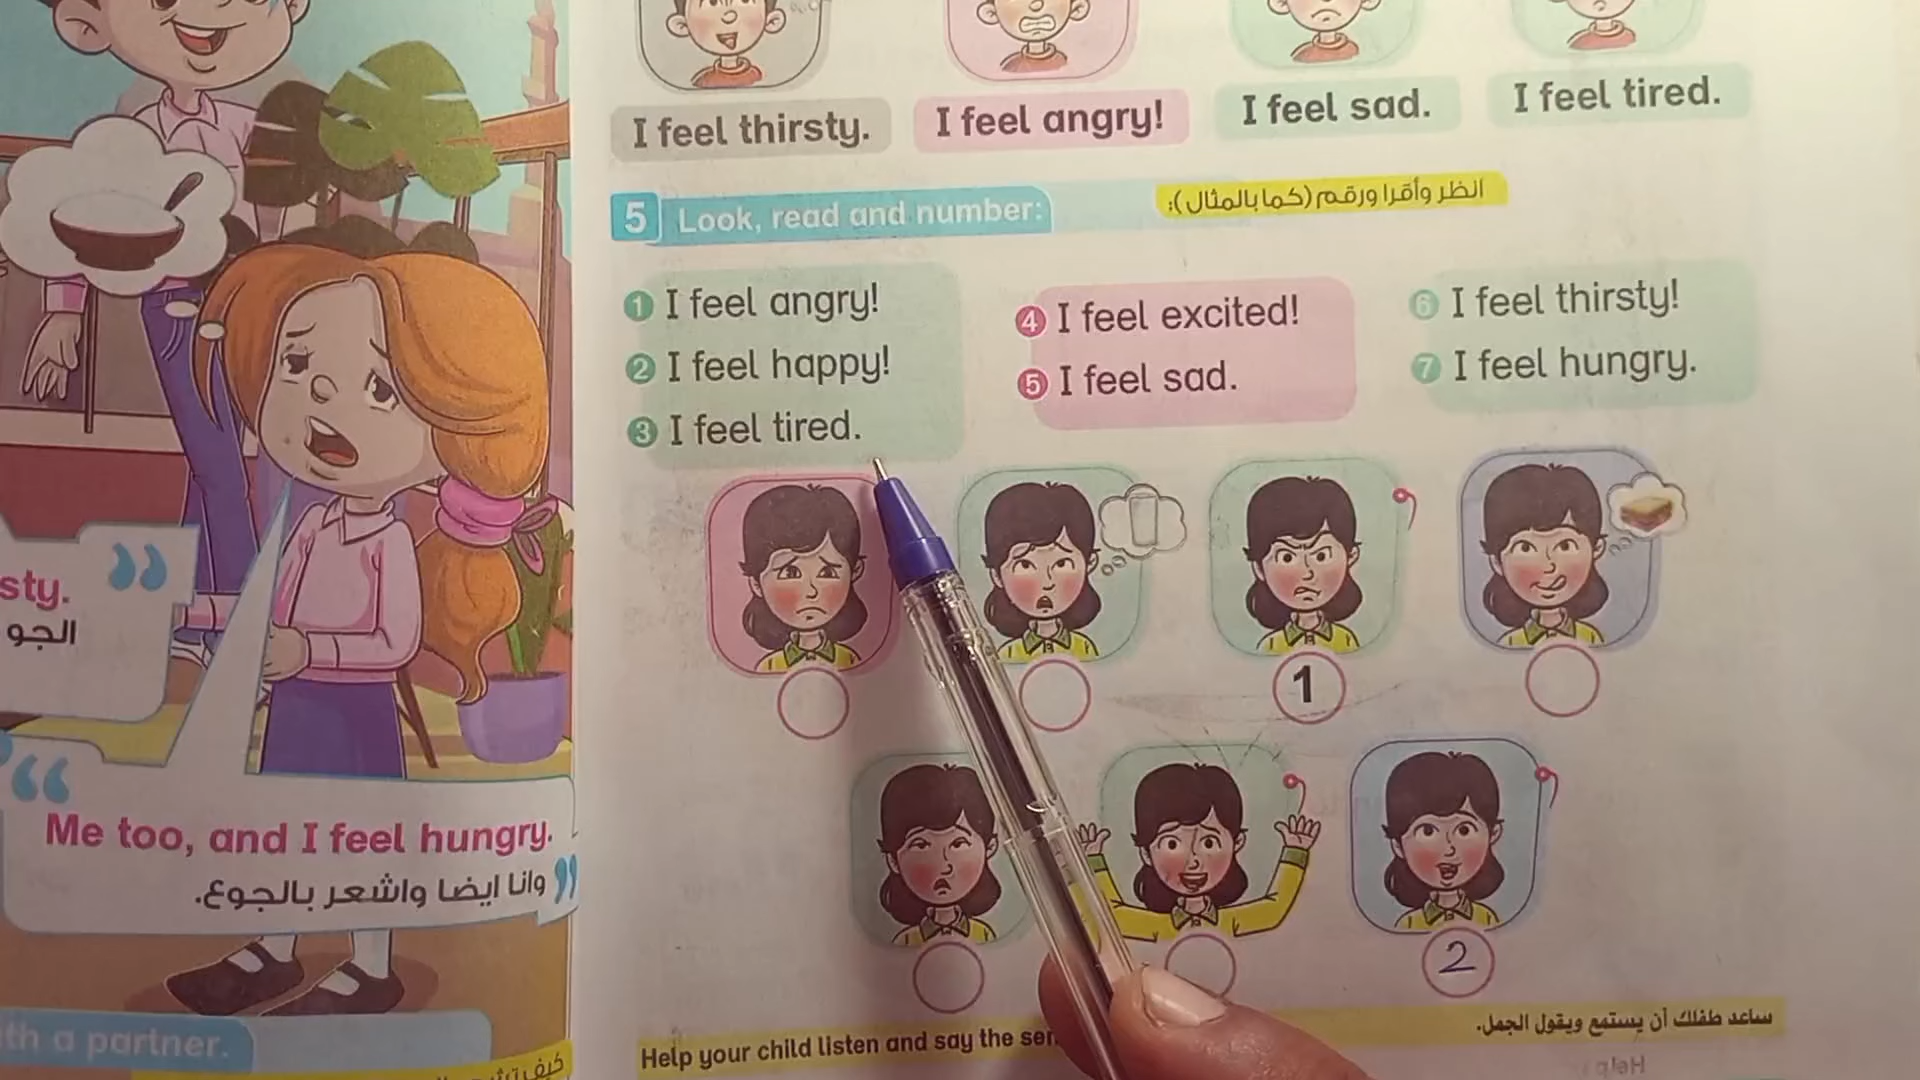 I feel thirsty.
I feel angry!
I feel sad.
I feel tired.
5 Look, read and number:
انظر وأقرا ورقم (كما بالمثال):
1 I feel angry!
2 I feel happy!
3 I feel tired.
4 I feel excited!
5 I feel sad.
6 I feel thirsty!
7 I feel hungry.
1
2
sty.
الجو
Me too, and I feel hungry.
وانا ايضا واشعر بالجوع.
th a partner.
كيف
Help your child listen and say the sen
ساعد طفلك أن يستمع ويقول الجمل.